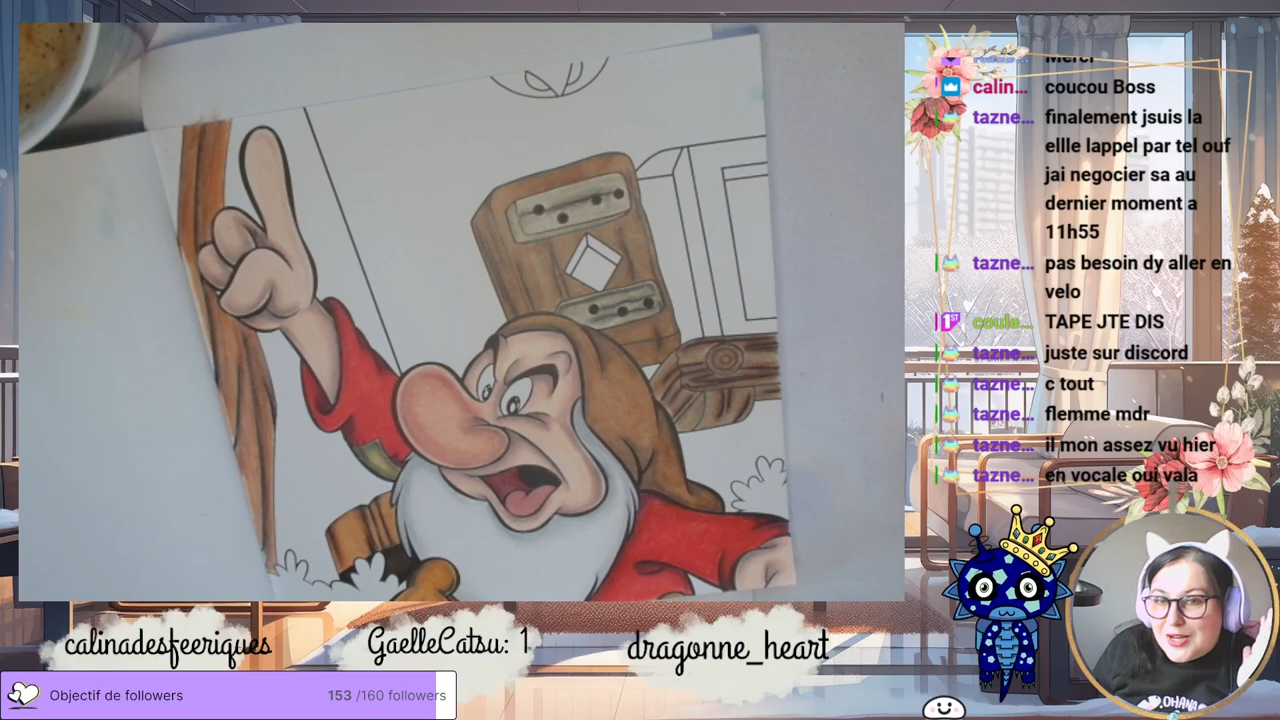 Merci
calin... coucou Boss
tazne... finalement jsuis la
ellle lappel par tel ouf
jai negocier sa au
dernier moment a
11h55
tazne... pas besoin dy aller en
velo
1ST coule... TAPE JTE DIS
tazne... juste sur discord
tazne... c tout
tazne... flemme mdr
tazne... il mon assez vu hier
tazne... en vocale oui vala
calinadesfeeriques
GaelleCatsu: 1
dragonne_heart
Objectif de followers 153 /160 followers
OHANA